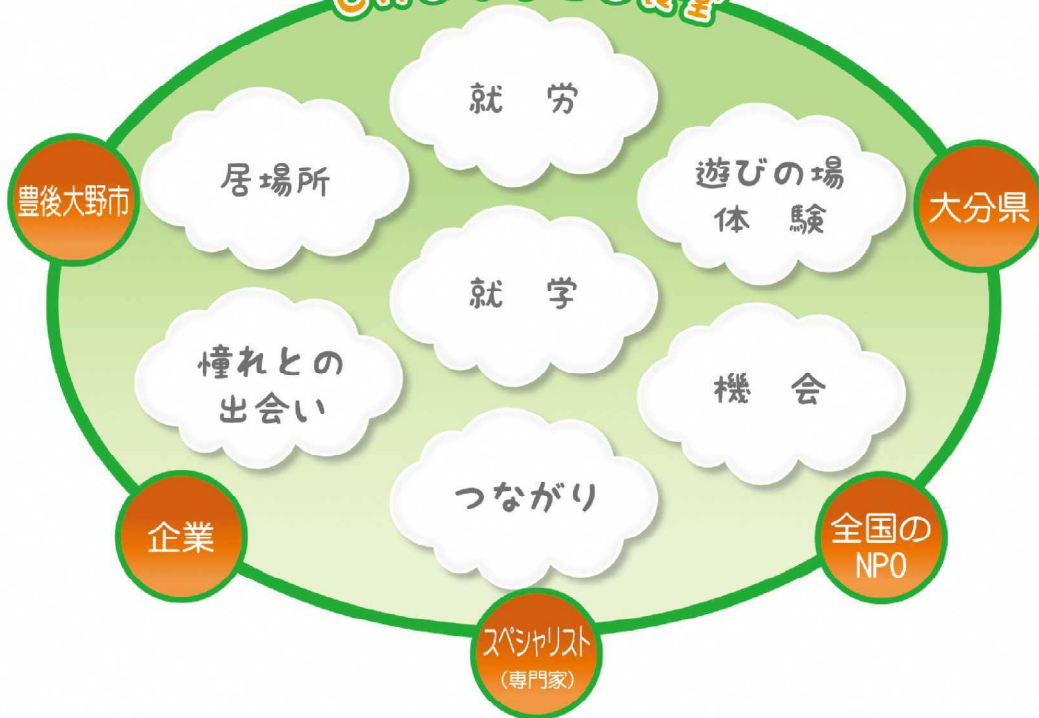 就 労
居場所
遊びの場
体 験
豊後大野市
大分県
就 学
憧れとの
出会い
機 会
つながり
企業
全国の
NPO
スペシャリスト
(専門家)